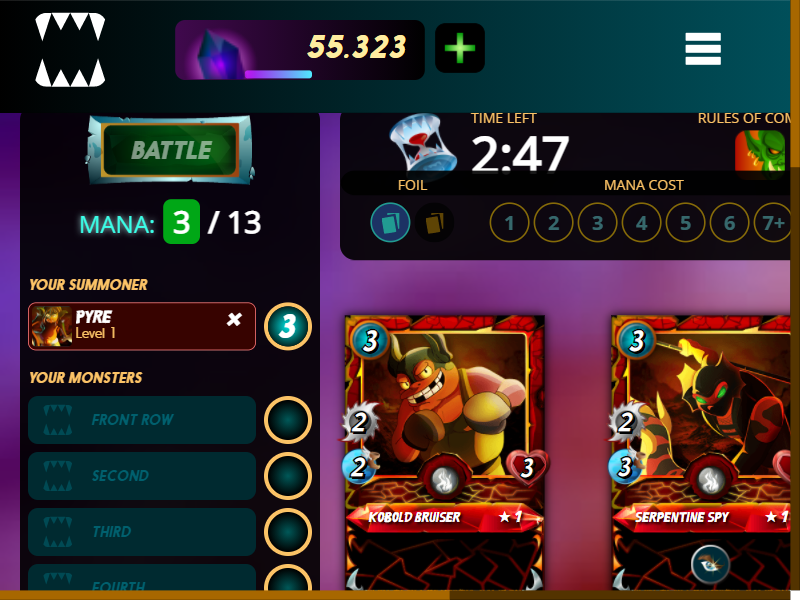 55.323
BATTLE
MANA: 3 / 13
YOUR SUMMONER
PYRE
Level 1
3
YOUR MONSTERS
FRONT ROW
SECOND
THIRD
FOURTH
TIME LEFT
2:47
RULES OF COM
FOIL
MANA COST
1 2 3 4 5 6 7+
3
2
2
3
KOBOLD BRUISER ★ 1
3
2
3
SERPENTINE SPY ★ 1